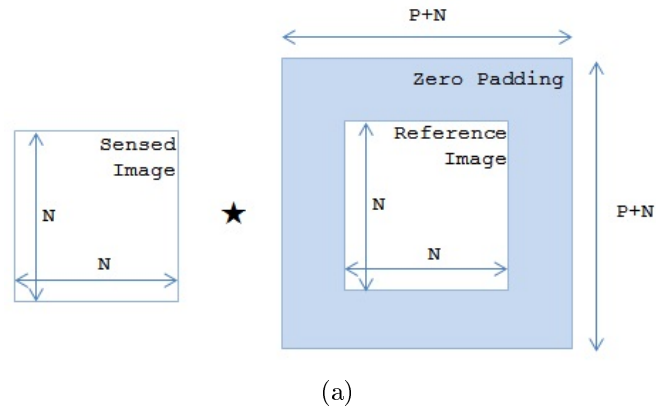 P+N
Zero Padding
Sensed
Image
Reference
Image
N
N
N
N
P+N
★
(a)